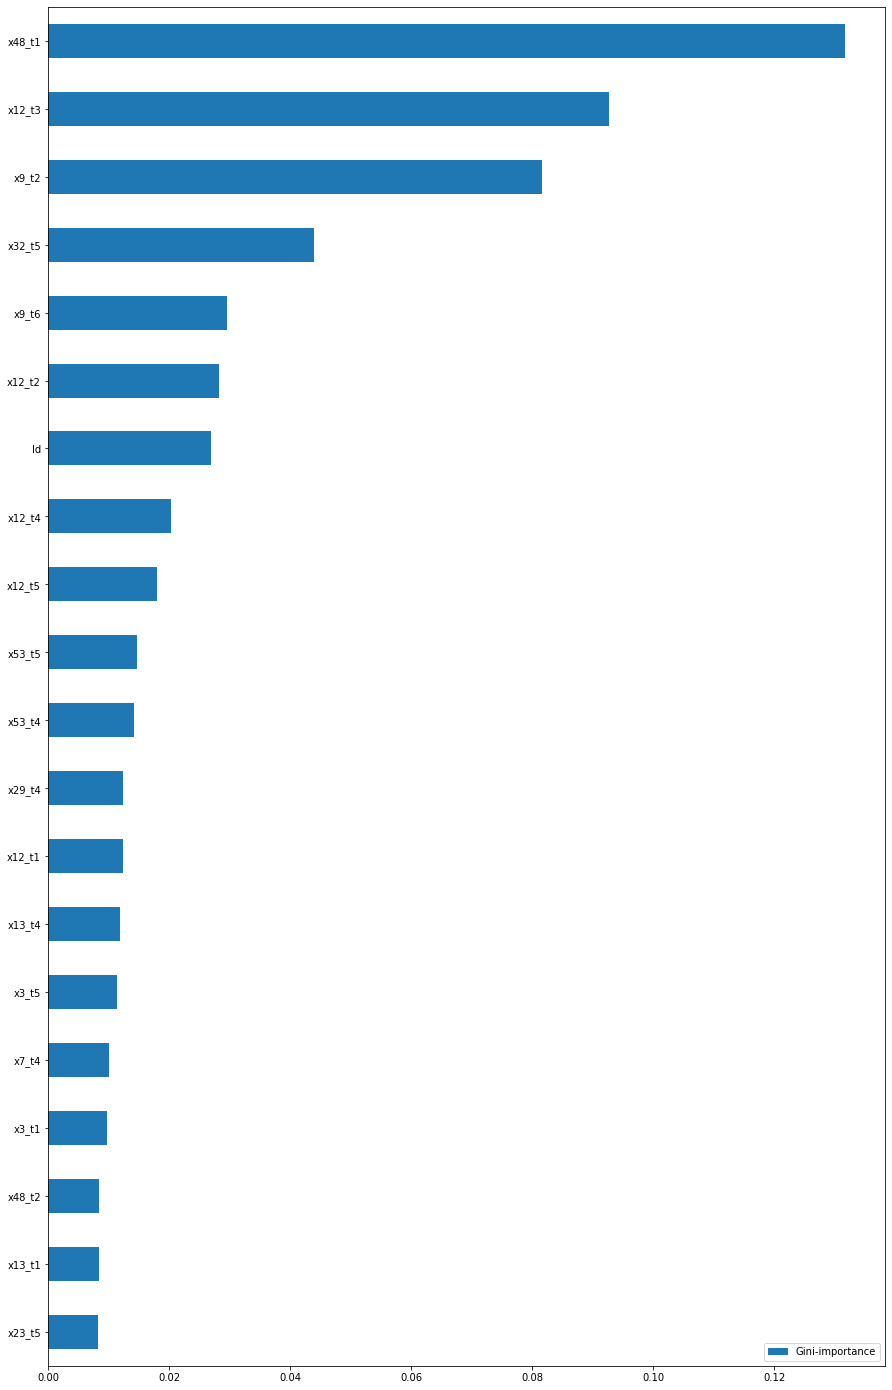 x48_t1
x12_t3
x9_t2
x32_t5
x9_t6
x12_t2
Id
x12_t4
x12_t5
x53_t5
x53_t4
x29_t4
x12_t1
x13_t4
x3_t5
x7_t4
x3_t1
x48_t2
x13_t1
x23_t5
Gini-importance
0.00 0.02 0.04 0.06 0.08 0.10 0.12